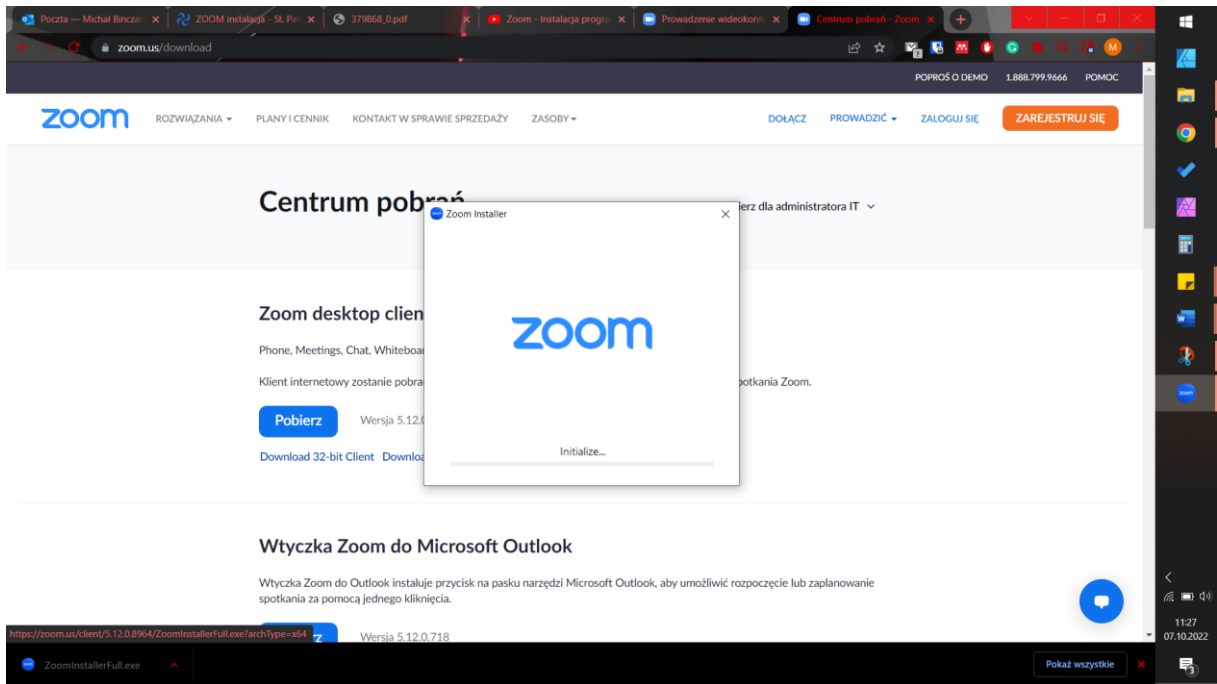 Poczta — Michał Binczar
ZOOM instalacja - St. Pa
379868_0.pdf
Zoom - Instalacja progra
Prowadzenie wideokonfe
Centrum pobrań - Zoom
zoom.us/download
POPROŚ O DEMO 1.888.799.9666 POMOC
zoom ROZWIĄZANIA PLANY I CENNIK KONTAKT W SPRAWIE SPRZEDAŻY ZASOBY DOŁĄCZ PROWADZIĆ ZALOGUJ SIĘ ZAREJESTRUJ SIĘ
Centrum pobrań
erz dla administratora IT
Zoom Installer
zoom
Initialize...
Zoom desktop clien
Phone, Meetings, Chat, Whiteboa
Klient internetowy zostanie pobra
potkania Zoom.
Pobierz Wersja 5.12.0
Download 32-bit Client Downloa
Wtyczka Zoom do Microsoft Outlook
Wtyczka Zoom do Outlook instaluje przycisk na pasku narzędzi Microsoft Outlook, aby umożliwić rozpoczęcie lub zaplanowanie
spotkania za pomocą jednego kliknięcia.
Wersja 5.12.0.718
https://zoom.us/client/5.12.0.8964/ZoomInstallerFull.exe?archType=x64
ZoomInstallerFull.exe
Pokaż wszystkie
11:27
07.10.2022
3